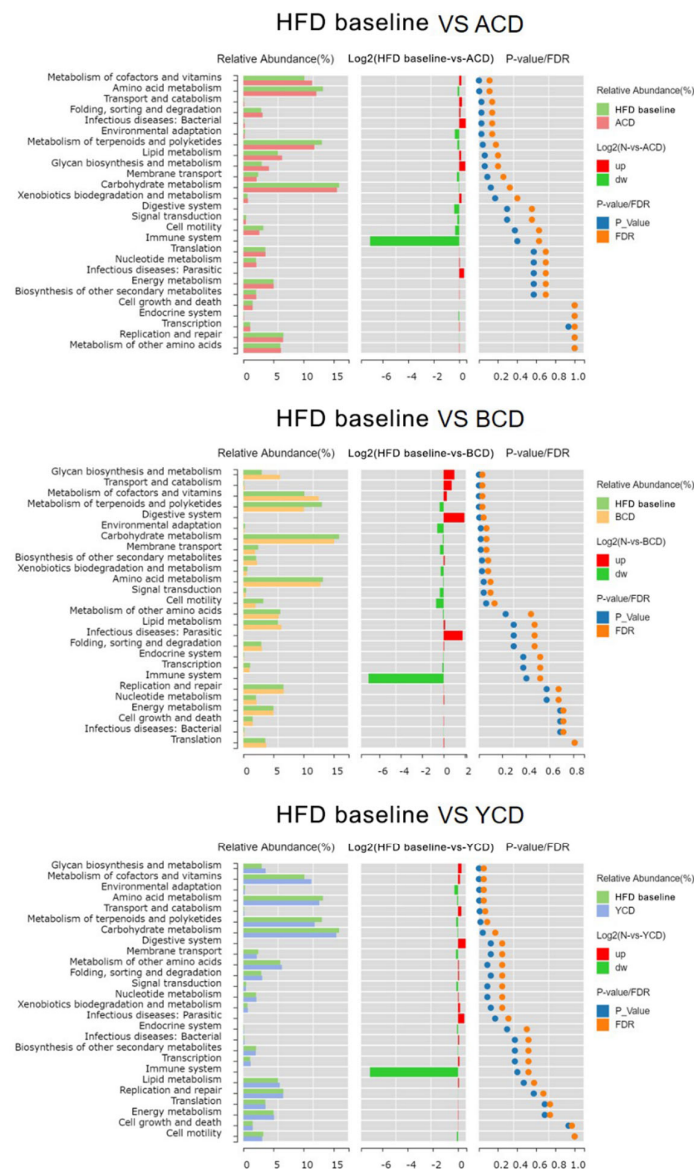 HFD baseline VS ACD
Relative Abundance(%) Log2(HFD baseline-vs-ACD) P-value/FDR
Metabolism of cofactors and vitamins
Amino acid metabolism
Transport and catabolism
Folding, sorting and degradation
Infectious diseases: Bacterial
Environmental adaptation
Metabolism of terpenoids and polyketides
Lipid metabolism
Glycan biosynthesis and metabolism
Membrane transport
Carbohydrate metabolism
Xenobiotics biodegradation and metabolism
Digestive system
Signal transduction
Cell motility
Immune system
Translation
Nucleotide metabolism
Infectious diseases: Parasitic
Energy metabolism
Biosynthesis of other secondary metabolites
Cell growth and death
Endocrine system
Transcription
Replication and repair
Metabolism of other amino acids
0 5 10 15 -6 -4 -2 0 0.2 0.4 0.6 0.8 1.0
Relative Abundance(%)
HFD baseline
ACD
Log2(N-vs-ACD)
up
dw
P-value/FDR
P_Value
FDR
HFD baseline VS BCD
Relative Abundance(%) Log2(HFD baseline-vs-BCD) P-value/FDR
Glycan biosynthesis and metabolism
Transport and catabolism
Metabolism of cofactors and vitamins
Metabolism of terpenoids and polyketides
Digestive system
Environmental adaptation
Carbohydrate metabolism
Membrane transport
Biosynthesis of other secondary metabolites
Xenobiotics biodegradation and metabolism
Amino acid metabolism
Signal transduction
Cell motility
Metabolism of other amino acids
Lipid metabolism
Infectious diseases: Parasitic
Folding, sorting and degradation
Endocrine system
Transcription
Immune system
Replication and repair
Nucleotide metabolism
Energy metabolism
Cell growth and death
Infectious diseases: Bacterial
Translation
0 5 10 15 -6 -4 -2 0 2 0.2 0.4 0.6 0.8
Relative Abundance(%)
HFD baseline
BCD
Log2(N-vs-BCD)
up
dw
P-value/FDR
P_Value
FDR
HFD baseline VS YCD
Relative Abundance(%) Log2(HFD baseline-vs-YCD) P-value/FDR
Glycan biosynthesis and metabolism
Metabolism of cofactors and vitamins
Environmental adaptation
Amino acid metabolism
Transport and catabolism
Metabolism of terpenoids and polyketides
Carbohydrate metabolism
Digestive system
Membrane transport
Metabolism of other amino acids
Folding, sorting and degradation
Signal transduction
Nucleotide metabolism
Xenobiotics biodegradation and metabolism
Infectious diseases: Parasitic
Endocrine system
Infectious diseases: Bacterial
Biosynthesis of other secondary metabolites
Transcription
Immune system
Lipid metabolism
Replication and repair
Translation
Energy metabolism
Cell growth and death
Cell motility
0 5 10 15 -6 -4 -2 0 0.2 0.4 0.6 0.8 1.0
Relative Abundance(%)
HFD baseline
YCD
Log2(N-vs-YCD)
up
dw
P-value/FDR
P_Value
FDR